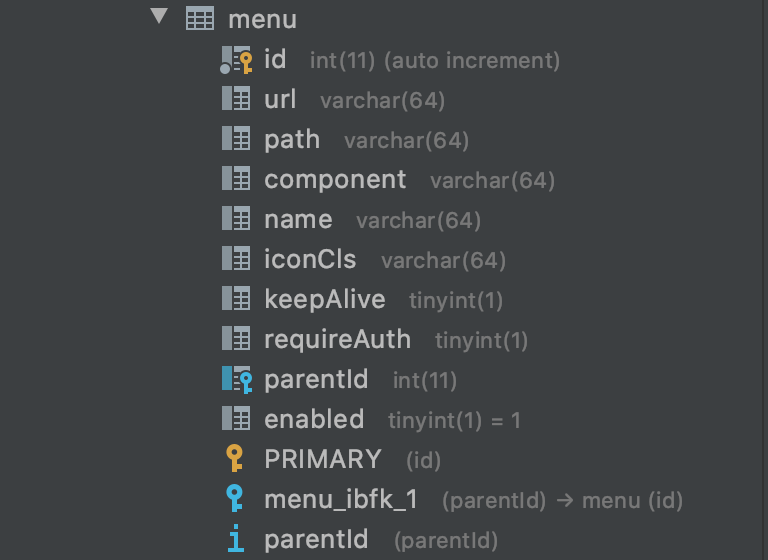 menu
id int(11) (auto increment)
url varchar(64)
path varchar(64)
component varchar(64)
name varchar(64)
iconCls varchar(64)
keepAlive tinyint(1)
requireAuth tinyint(1)
parentId int(11)
enabled tinyint(1) = 1
PRIMARY (id)
menu_ibfk_1 (parentId) → menu (id)
parentId (parentId)